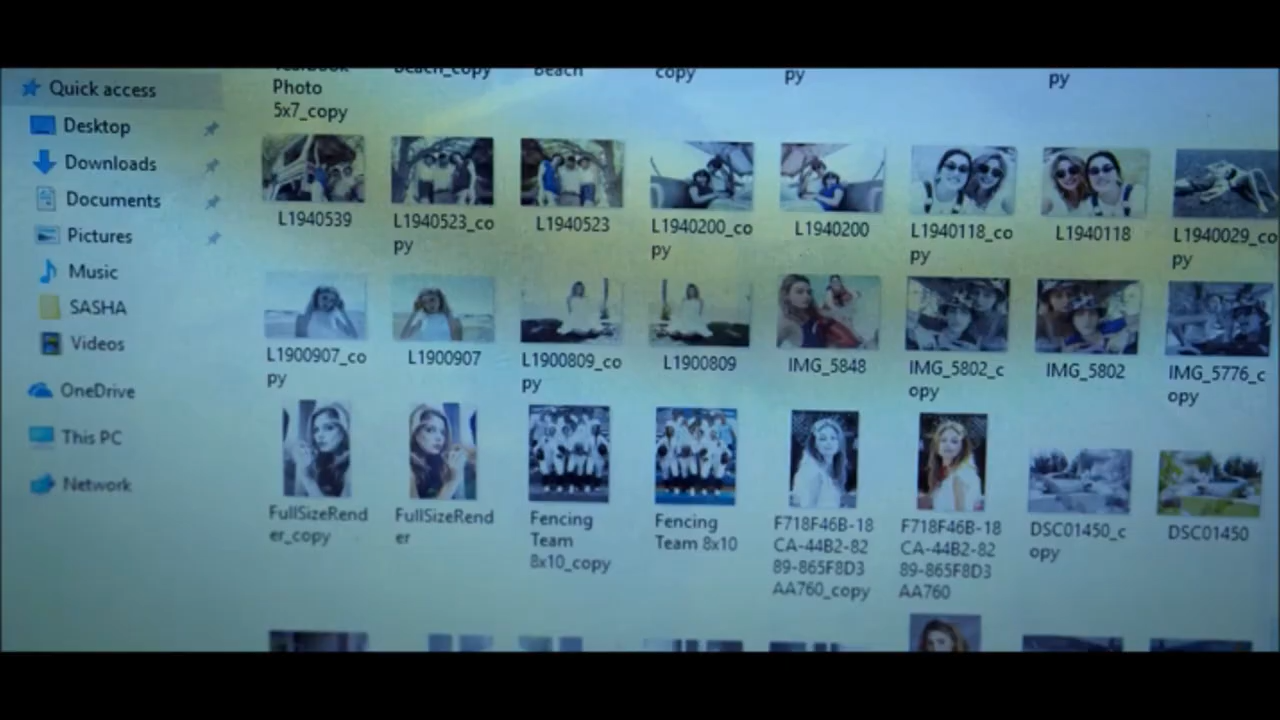 Quick access
Desktop
Downloads
Documents
Pictures
Music
SASHA
Videos
OneDrive
This PC
Network
Yearbook Beach_copy Beach copy py py
Photo
5x7_copy
L1940539 L1940523_co L1940523 L1940200_co L1940200 L1940118_co L1940118 L1940029_co
py py py py
L1900907_co L1900907 L1900809_co L1900809 IMG_5848 IMG_5802_c IMG_5802 IMG_5776_c
py py opy opy
FullSizeRend FullSizeRend Fencing Fencing F718F46B-18 F718F46B-18 DSC01450_c DSC01450
er_copy er Team Team 8x10 CA-44B2-82 CA-44B2-82 opy
8x10_copy 89-865F8D3 89-865F8D3
AA760_copy AA760